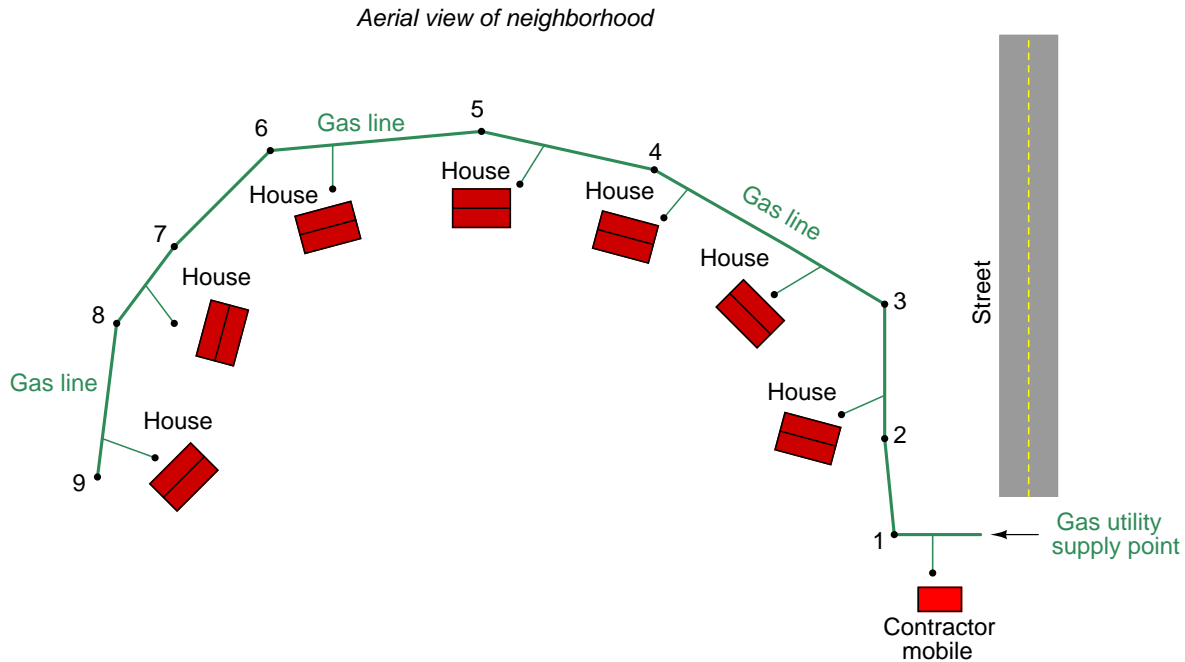 Aerial view of neighborhood
5
6
Gas line
4
House
House
House
Gas line
7
House
House
3
8
Street
Gas line
House
House
2
9
1
Gas utility
supply point
Contractor
mobile